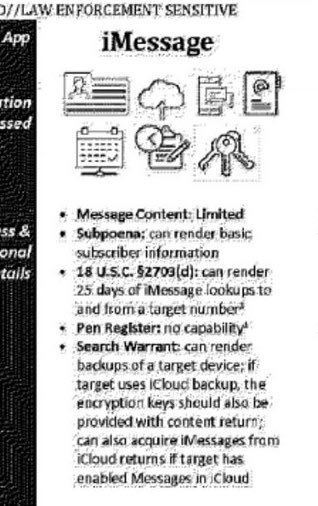 O//LAW ENFORCEMENT SENSITIVE
App
iMessage
tion
ssed
ss &
onal
tails
• Message Content: Limited
• Subpoena: can render basic
subscriber information
• 18 U.S.C. §2703(d): can render
25 days of iMessage lookups to
and from a target number
• Pen Register: no capability
• Search Warrant: can render
backups of a target device; if
target uses iCloud backup, the
encryption keys should also be
provided with content return;
can also acquire iMessages from
iCloud returns if target has
enabled Messages in iCloud